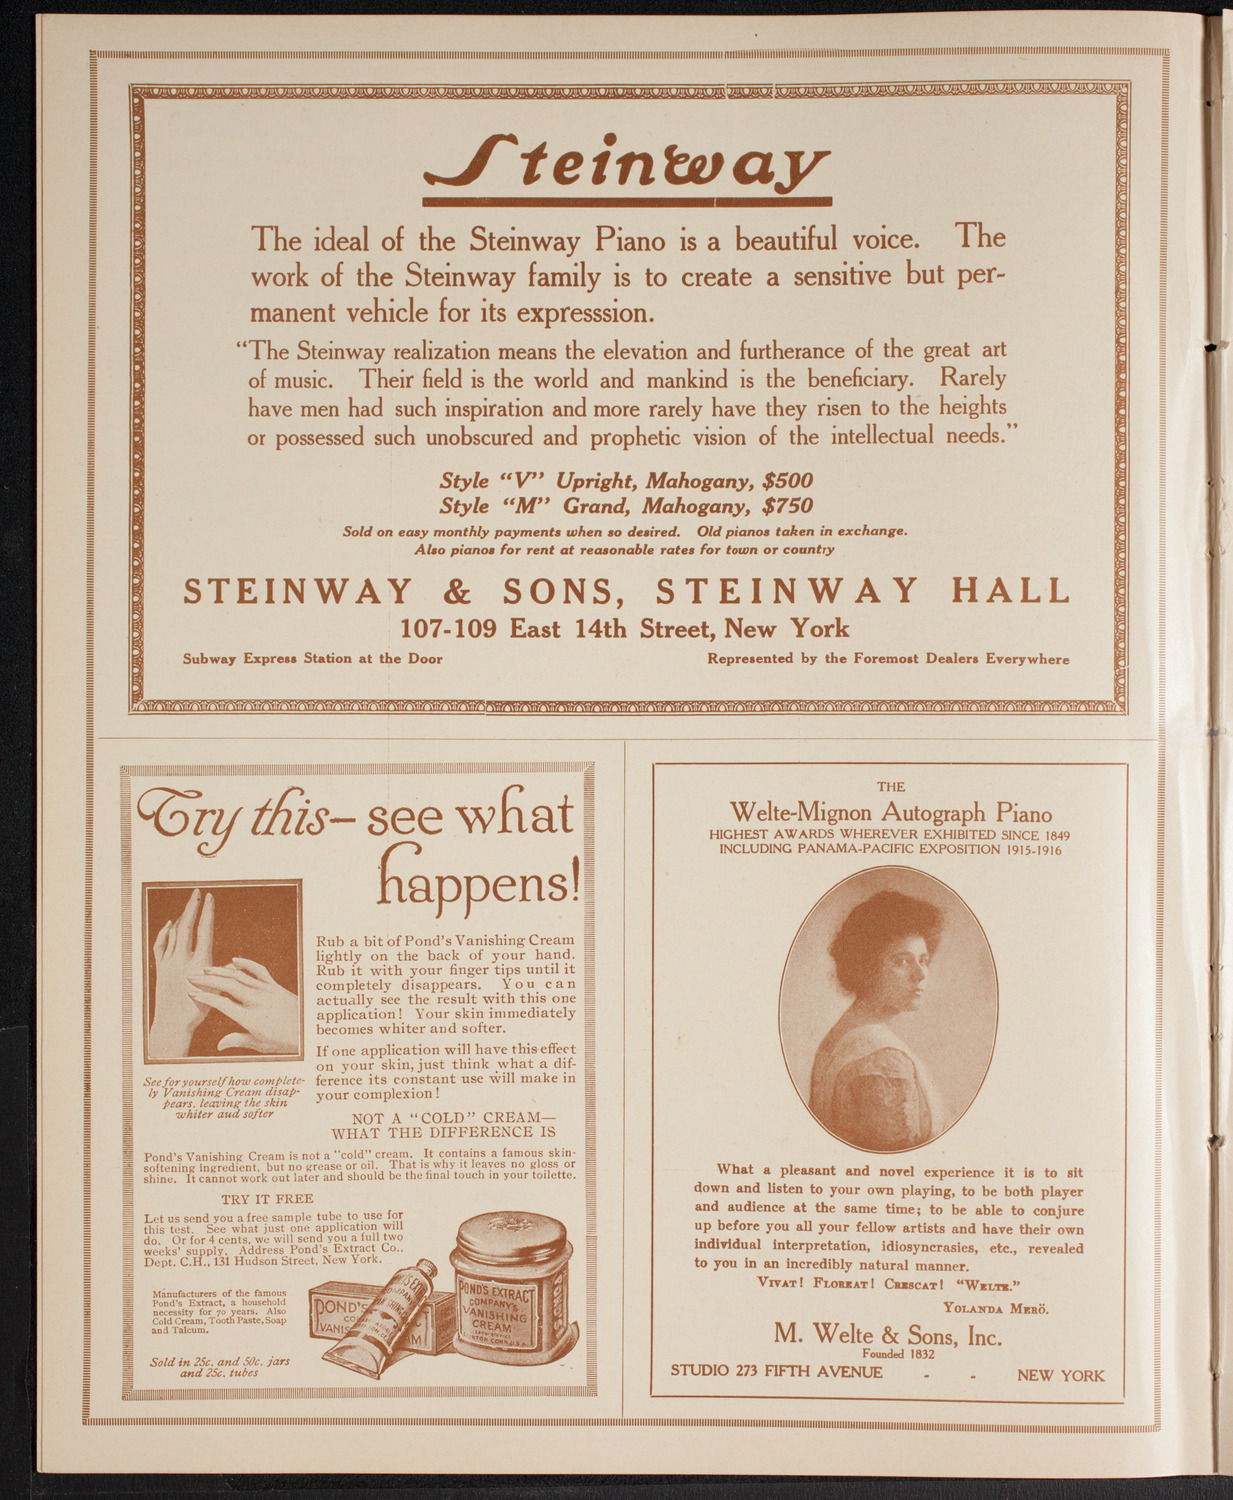 Steinway
The ideal of the Steinway Piano is a beautiful voice. The
work of the Steinway family is to create a sensitive but per-
manent vehicle for its expresssion.
“The Steinway realization means the elevation and furtherance of the great art
of music. Their field is the world and mankind is the beneficiary. Rarely
have men had such inspiration and more rarely have they risen to the heights
or possessed such unobscured and prophetic vision of the intellectual needs.”
Style “V” Upright, Mahogany, $500
Style “M” Grand, Mahogany, $750
Sold on easy monthly payments when so desired. Old pianos taken in exchange.
Also pianos for rent at reasonable rates for town or country
STEINWAY & SONS, STEINWAY HALL
107-109 East 14th Street, New York
Subway Express Station at the Door
Represented by the Foremost Dealers Everywhere
Try this—see what
happens!
Rub a bit of Pond's Vanishing Cream
lightly on the back of your hand.
Rub it with your finger tips until it
completely disappears. You can
actually see the result with this one
application! Your skin immediately
becomes whiter and softer.
If one application will have this effect
on your skin, just think what a dif-
ference its constant use will make in
your complexion!
See for yourself how complete-
ly Vanishing Cream disap-
pears, leaving the skin
whiter aud softer
NOT A “COLD” CREAM—
WHAT THE DIFFERENCE IS
Pond's Vanishing Cream is not a "cold" cream. It contains a famous skin-
softening ingredient, but no grease or oil. That is why it leaves no gloss or
shine. It cannot work out later and should be the final touch in your toilette.
TRY IT FREE
Let us send you a free sample tube to use for
this test. See what just one application will
do. Or for 4 cents, we will send you a full two
weeks' supply. Address Pond's Extract Co.,
Dept. C.H., 131 Hudson Street, New York.
Manufacturers of the famous
Pond's Extract, a household
necessity for 70 years. Also
Cold Cream, Tooth Paste, Soap
and Talcum.
Sold in 25c. and 50c. jars
and 25c. tubes
POND'S
VANIS
POND'S EXTRACT
COMPANY'S
VANISHING
CREAM
THE
Welte-Mignon Autograph Piano
HIGHEST AWARDS WHEREVER EXHIBITED SINCE 1849
INCLUDING PANAMA-PACIFIC EXPOSITION 1915-1916
What a pleasant and novel experience it is to sit
down and listen to your own playing, to be both player
and audience at the same time; to be able to conjure
up before you all your fellow artists and have their own
individual interpretation, idiosyncrasies, etc., revealed
to you in an incredibly natural manner.
VIVAT! FLOREAT! CRESCAT! “WELTE.”
YOLANDA MERÖ.
M. Welte & Sons, Inc.
Founded 1832
STUDIO 273 FIFTH AVENUE - - NEW YORK